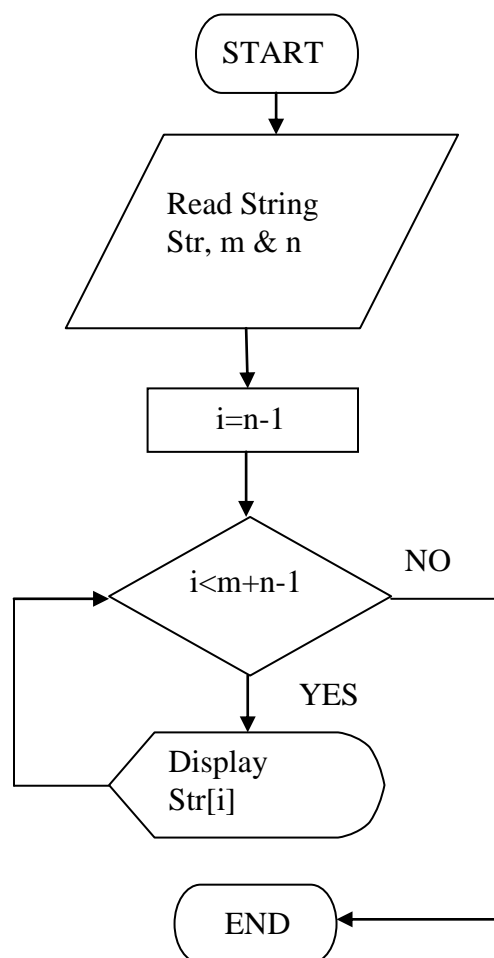 START
Read String
Str, m & n
i=n-1
i<m+n-1
NO
YES
Display
Str[i]
END